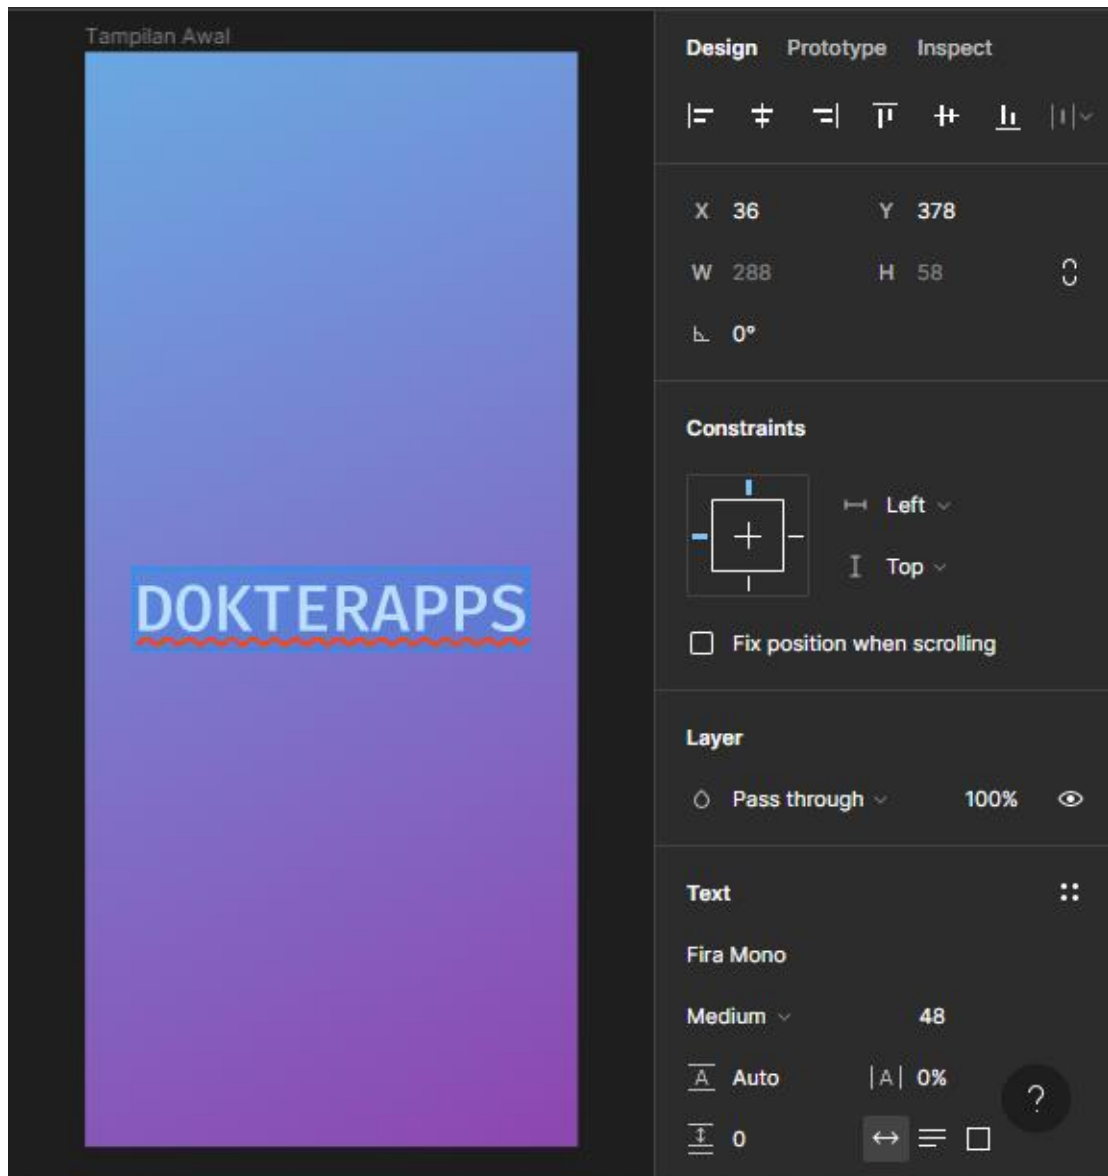 Tampilan Awal
DOKTERAPPS
Design Prototype Inspect
X 36 Y 378
W 288 H 58
0°
Constraints
Left
Top
Fix position when scrolling
Layer
Pass through 100%
Text
Fira Mono
Medium 48
A Auto |A| 0%
0
?